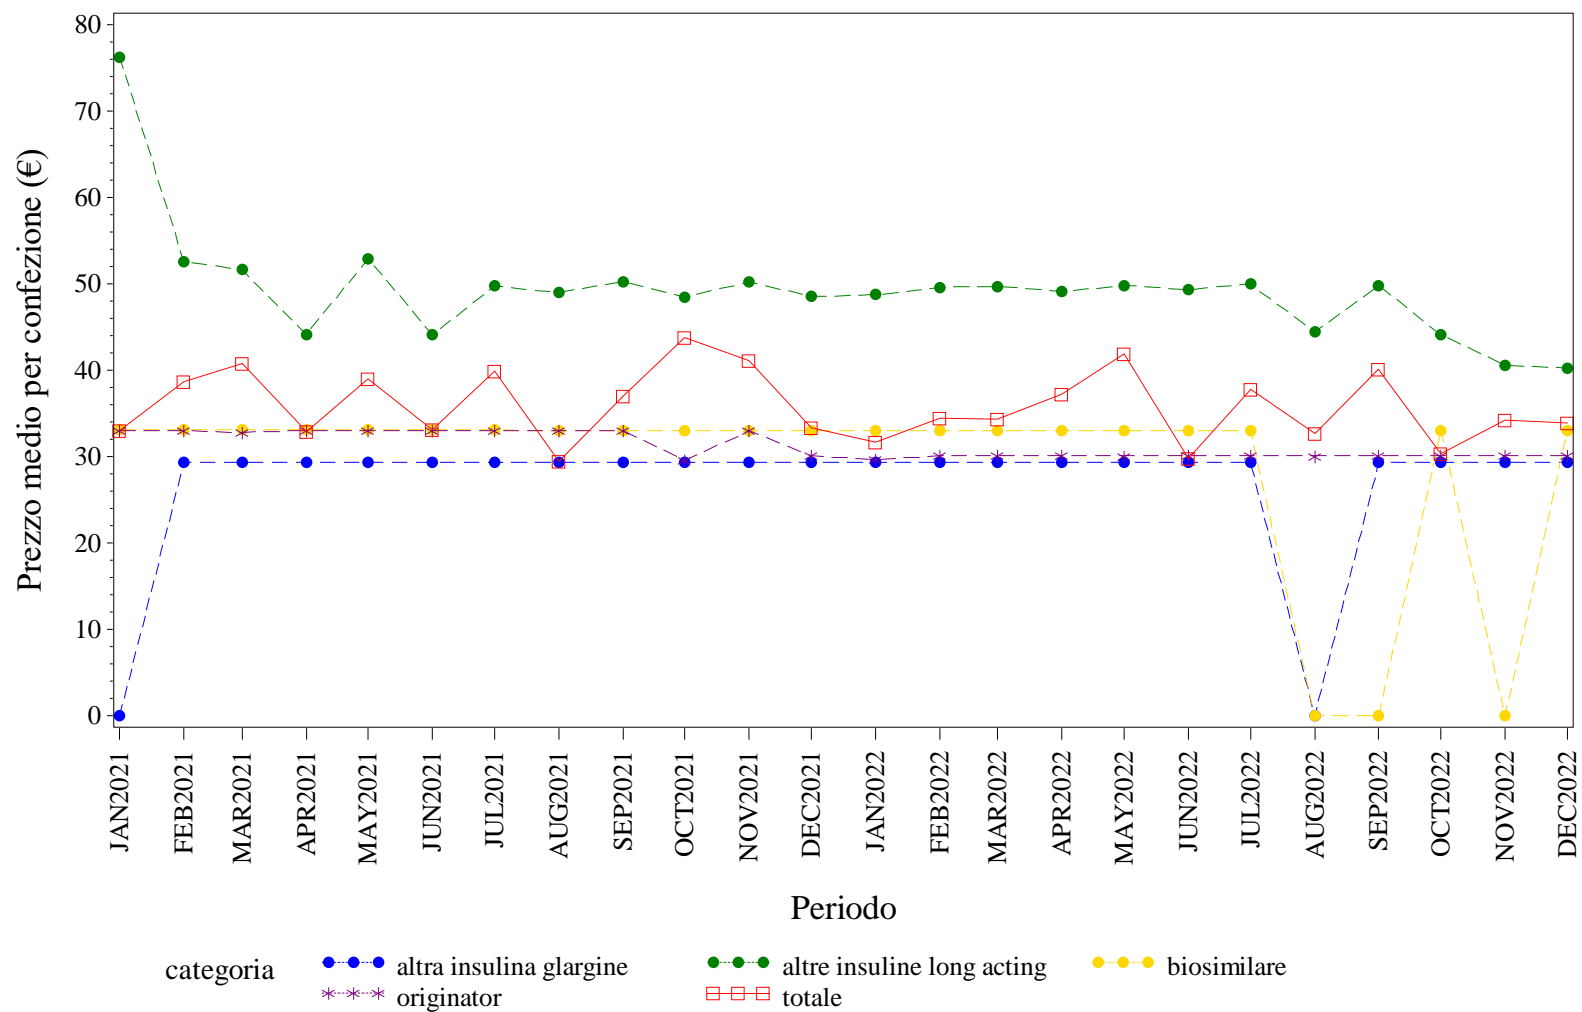 Prezzo medio per confezione (€)
80
70
60
50
40
30
20
10
0
JAN2021
FEB2021
MAR2021
APR2021
MAY2021
JUN2021
JUL2021
AUG2021
SEP2021
OCT2021
NOV2021
DEC2021
JAN2022
FEB2022
MAR2022
APR2022
MAY2022
JUN2022
JUL2022
AUG2022
SEP2022
OCT2022
NOV2022
DEC2022
Periodo
categoria altra insulina glargine altre insuline long acting biosimilare
originator totale